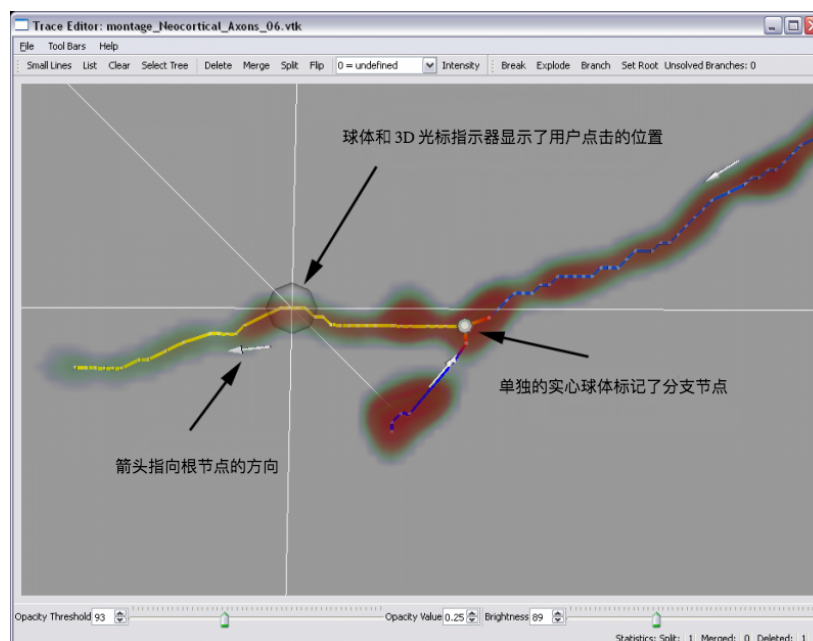 Trace Editor: montage_Neocortical_Axons_06.vtk
File Tool Bars Help
Small Lines List Clear Select Tree Delete Merge Split Flip 0 = undefined Intensity Break Explode Branch Set Root Unsolved Branches: 0
球体和 3D 光标指示器显示了用户点击的位置
单独的实心球体标记了分支节点
箭头指向根节点的方向
Opacity Threshold 93 Opacity Value 0.25 Brightness 89
Statistics: Split: 1 Merged: 0 Deleted: 1